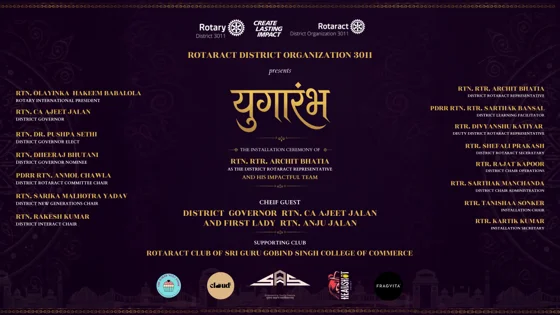 Rotary
District 3011
CREATE
LASTING
IMPACT
Rotaract
District Organization 3011
ROTARACT DISTRICT ORGANIZATION 3011
presents
युगारंभ
THE INSTALLATION CEREMONY OF
RTN. RTR. ARCHIT BHATIA
AS THE DISTRICT ROTARACT REPRESENTATIVE
AND HIS IMPACTFUL TEAM
CHEIF GUEST
DISTRICT GOVERNOR RTN. CA AJEET JALAN
AND FIRST LADY RTN. ANJU JALAN
SUPPORTING CLUB
ROTARACT CLUB OF SRI GURU GOBIND SINGH COLLEGE OF COMMERCE
RTN. OLAYINKA HAKEEM BABALOLA
ROTARY INTERNATIONAL PRESIDENT
RTN. CA AJEET JALAN
DISTRICT GOVERNOR
RTN. DR. PUSHPA SETHI
DISTRICT GOVERNOR ELECT
RTN. DHEERAJ BHUTANI
DISTRICT GOVERNOR NOMINEE
PDRR RTN. ANMOL CHAWLA
DISTRICT ROTARACT COMMITTEE CHAIR
RTN. SARIKA MALHOTRA YADAV
DISTRICT NEW GENERATIONS CHAIR
RTN. RAKESH KUMAR
DISTRICT INTERACT CHAIR
RTN. RTR. ARCHIT BHATIA
DISTRICT ROTARACT REPRESENTATIVE
PDRR RTN. RTR. SARTHAK BANSAL
DISTRICT LEARNING FACILITATOR
RTR. DIVYANSHU KATIYAR
DEPUTY DISTRICT ROTARACT REPRESENTATIVE
RTR. SHEFALI PRAKASH
DISTRICT ROTARACT SECRETARY
RTR. RAJAT KAPOOR
DISTRICT CHAIR OPERATIONS
RTR. SARTHAK MANCHANDA
DISTRICT CHAIR ADMINISTRATION
RTR. TANISHAA SONKER
INSTALLATION CHAIR
RTR. KARTIK KUMAR
INSTALLATION SECRETARY
cloud
HEADSHOT
FRAGVITA